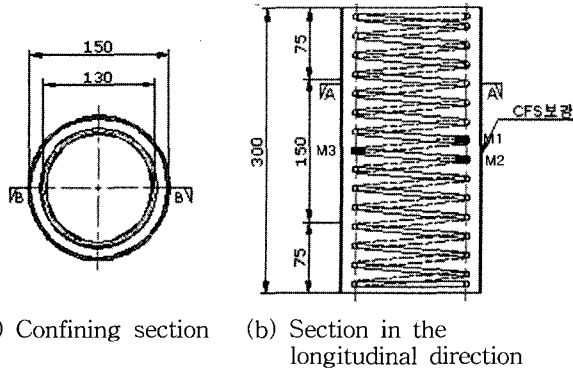 150
130
B
B
) Confining section
(b)
75
300
150
75
A
A
CFS보관
M1
M2
M3
(b) Section in the
longitudinal direction